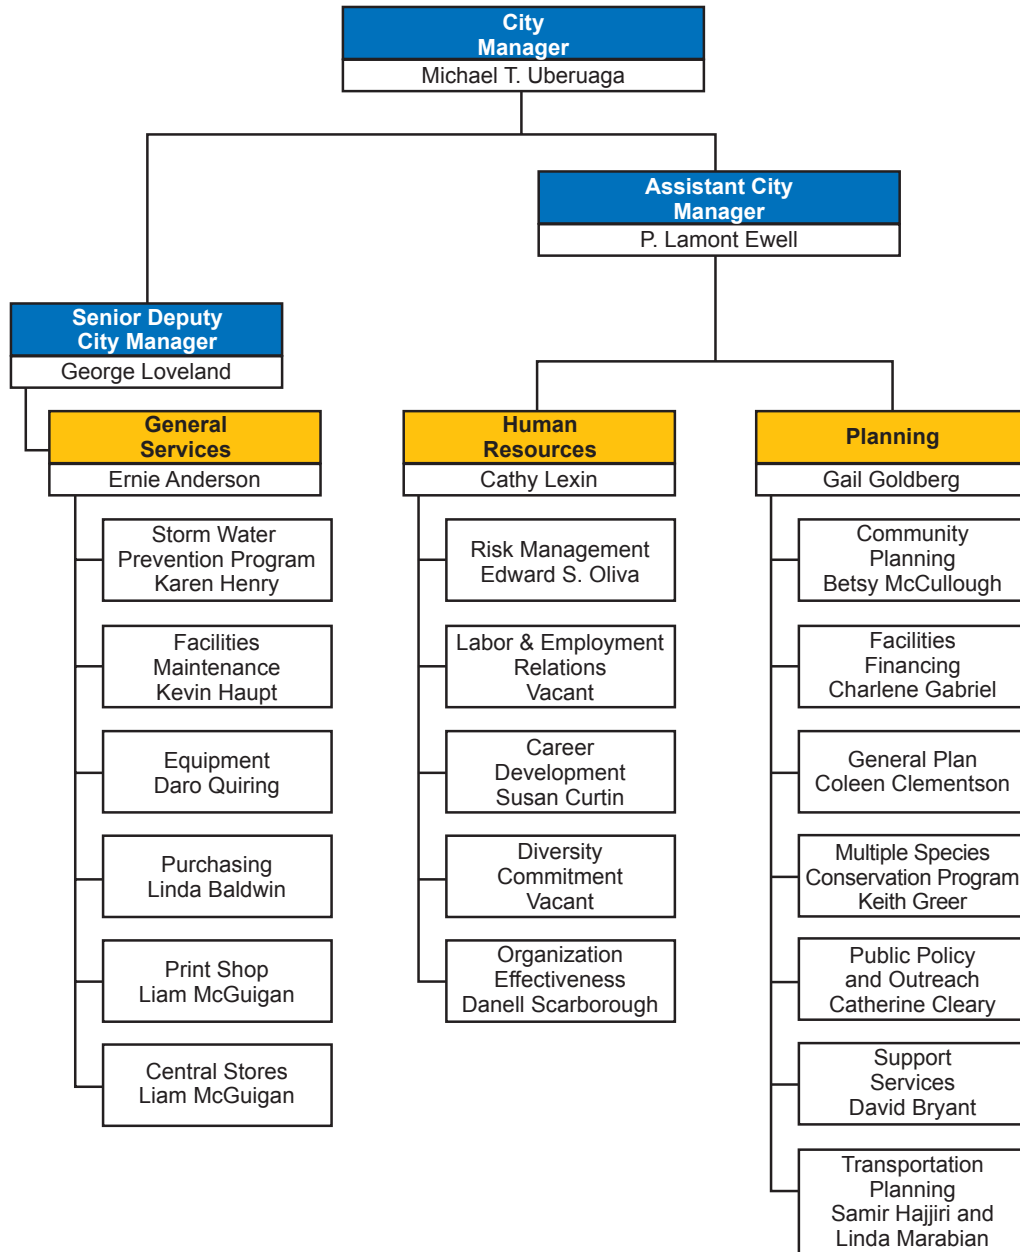 City
Manager
Michael T. Uberuaga
Assistant City
Manager
P. Lamont Ewell
Senior Deputy
City Manager
George Loveland
General
Services
Ernie Anderson
Storm Water
Prevention Program
Karen Henry
Facilities
Maintenance
Kevin Haupt
Equipment
Daro Quiring
Purchasing
Linda Baldwin
Print Shop
Liam McGuigan
Central Stores
Liam McGuigan
Human
Resources
Cathy Lexin
Risk Management
Edward S. Oliva
Labor & Employment
Relations
Vacant
Career
Development
Susan Curtin
Diversity
Commitment
Vacant
Organization
Effectiveness
Danell Scarborough
Planning
Gail Goldberg
Community
Planning
Betsy McCullough
Facilities
Financing
Charlene Gabriel
General Plan
Coleen Clementson
Multiple Species
Conservation Program
Keith Greer
Public Policy
and Outreach
Catherine Cleary
Support
Services
David Bryant
Transportation
Planning
Samir Hajjiri and
Linda Marabian